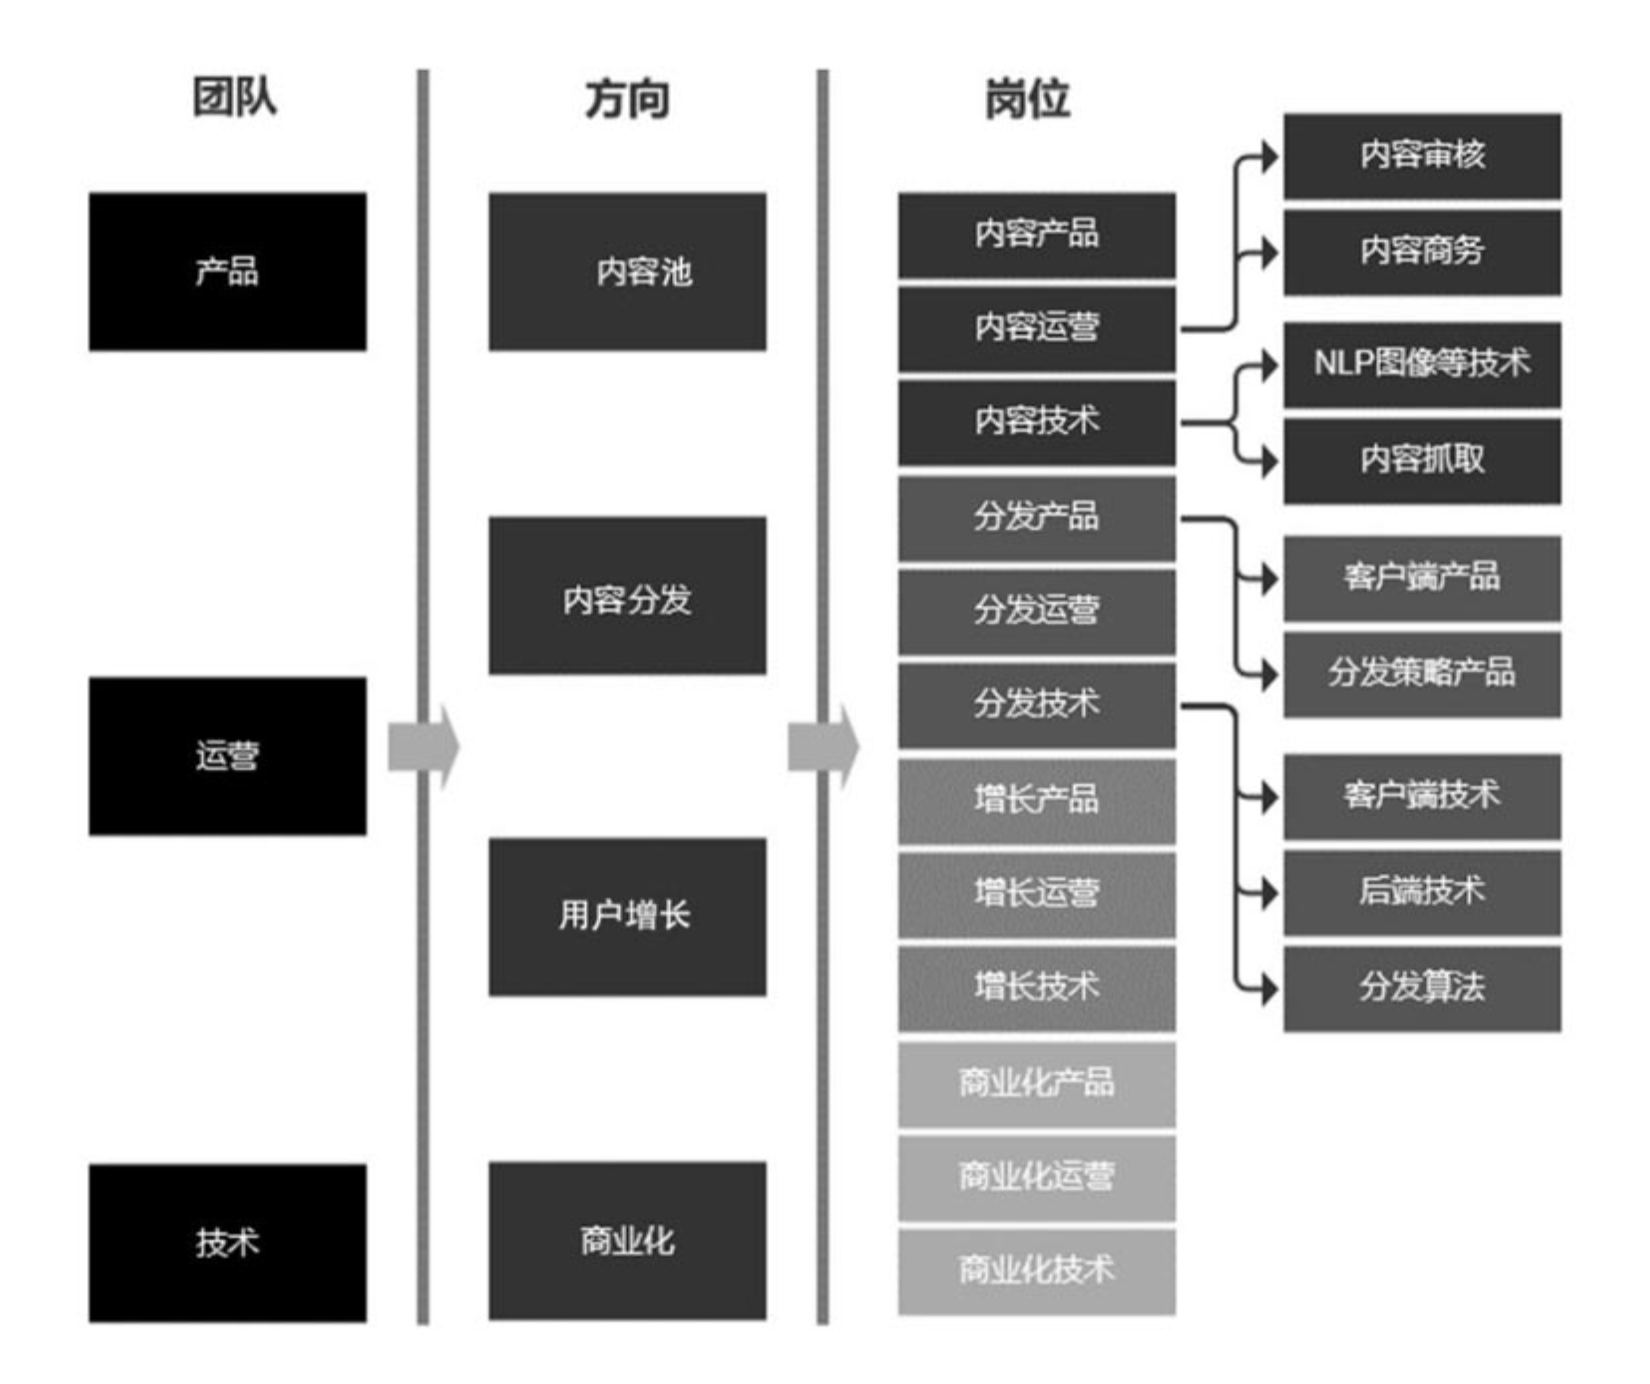 团队
产品
运营
技术
方向
内容池
内容分发
用户增长
商业化
岗位
内容产品
内容运营
内容技术
分发产品
分发运营
分发技术
增长产品
增长运营
增长技术
商业化产品
商业化运营
商业化技术
内容审核
内容商务
NLP图像等技术
内容抓取
客户端产品
分发策略产品
客户端技术
后端技术
分发算法